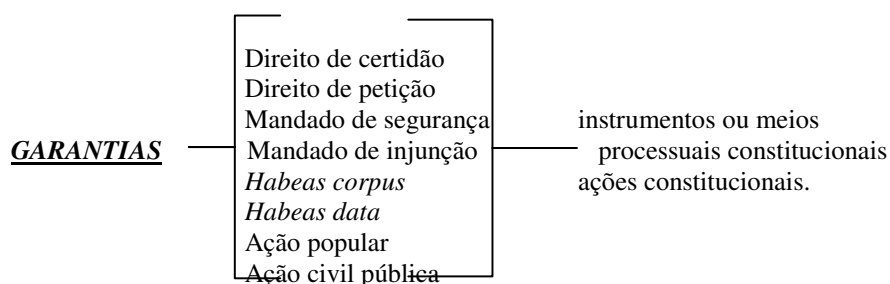 Direito de certidão
Direito de petição
Mandado de segurança instrumentos ou meios
GARANTIAS Mandado de injunção processuais constitucionais
Habeas corpus ações constitucionais.
Habeas data
Ação popular
Ação civil pública